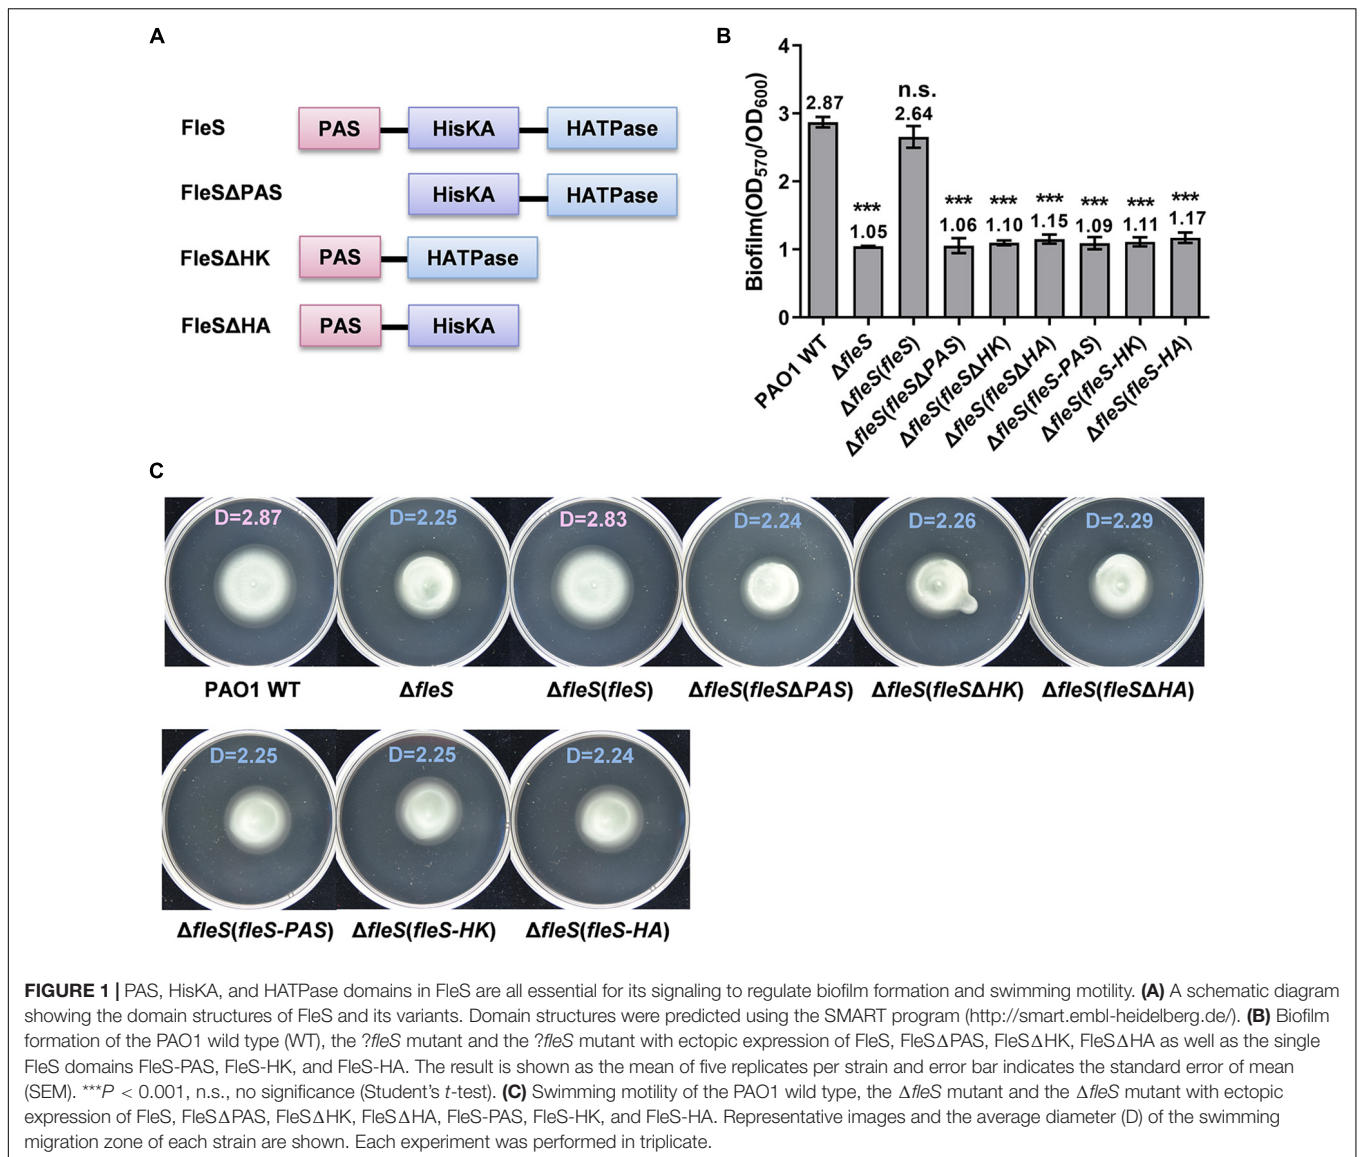 A
FleS
PAS
HisKA
HATPase
FleSΔPAS
HisKA
HATPase
FleSΔHK
PAS
HATPase
FleSΔHA
PAS
HisKA
B
Biofilm(OD570/OD600)
4
3
2
1
0
2.87
***
1.05
n.s.
2.64
***
1.06
***
1.10
***
1.15
***
1.09
***
1.11
***
1.17
PAO1 WT
ΔfleS
ΔfleS(fleS)
ΔfleS(fleSΔPAS)
ΔfleS(fleSΔHK)
ΔfleS(fleSΔHA)
ΔfleS(fleS-PAS)
ΔfleS(fleS-HK)
ΔfleS(fleS-HA)
C
D=2.87
D=2.25
D=2.83
D=2.24
D=2.26
D=2.29
PAO1 WT
ΔfleS
ΔfleS(fleS)
ΔfleS(fleSΔPAS)
ΔfleS(fleSΔHK)
ΔfleS(fleSΔHA)
D=2.25
D=2.25
D=2.24
ΔfleS(fleS-PAS)
ΔfleS(fleS-HK)
ΔfleS(fleS-HA)
FIGURE 1 | PAS, HisKA, and HATPase domains in FleS are all essential for its signaling to regulate biofilm formation and swimming motility. (A) A schematic diagram
showing the domain structures of FleS and its variants. Domain structures were predicted using the SMART program (http://smart.embl-heidelberg.de/). (B) Biofilm
formation of the PAO1 wild type (WT), the ?fleS mutant and the ?fleS mutant with ectopic expression of FleS, FleSΔPAS, FleSΔHK, FleSΔHA as well as the single
FleS domains FleS-PAS, FleS-HK, and FleS-HA. The result is shown as the mean of five replicates per strain and error bar indicates the standard error of mean
(SEM). ***P < 0.001, n.s., no significance (Student's t-test). (C) Swimming motility of the PAO1 wild type, the ΔfleS mutant and the ΔfleS mutant with ectopic
expression of FleS, FleSΔPAS, FleSΔHK, FleSΔHA, FleS-PAS, FleS-HK, and FleS-HA. Representative images and the average diameter (D) of the swimming
migration zone of each strain are shown. Each experiment was performed in triplicate.